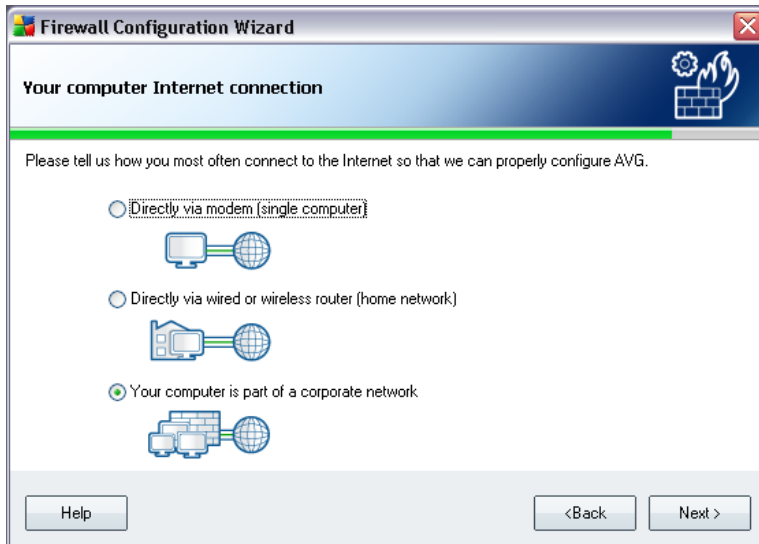 Firewall Configuration Wizard
Your computer Internet connection
Please tell us how you most often connect to the Internet so that we can properly configure AVG.
Directly via modem (single computer)
Directly via wired or wireless router (home network)
Your computer is part of a corporate network
Help
<Back
Next >